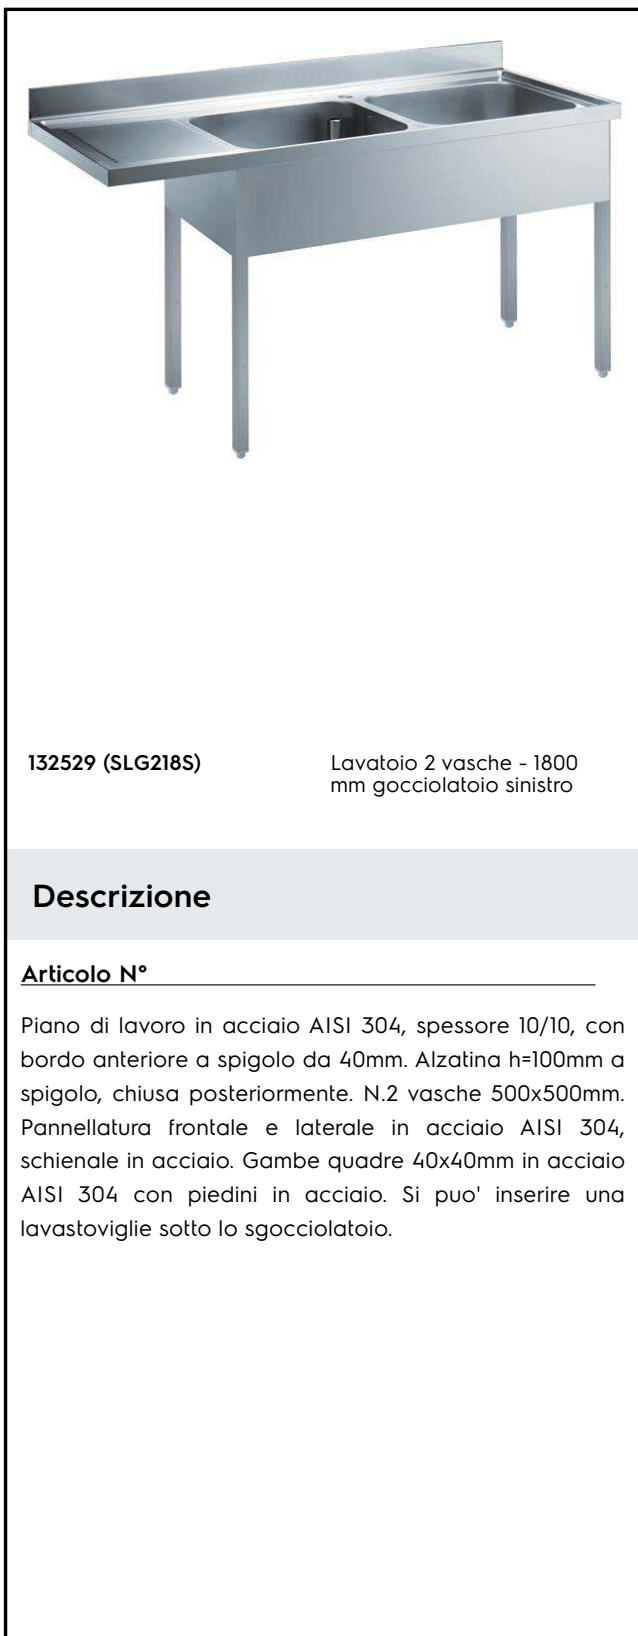 132529 (SLG218S)
Lavatoio 2 vasche - 1800
mm gocciolatoio sinistro
Descrizione
Articolo N°
Piano di lavoro in acciaio AISI 304, spessore 10/10, con
bordo anteriore a spigolo da 40mm. Alzatina h=100mm a
spigolo, chiusa posteriormente. N.2 vasche 500x500mm.
Pannellatura frontale e laterale in acciaio AISI 304,
schienale in acciaio. Gambe quadre 40x40mm in acciaio
AISI 304 con piedini in acciaio. Si puo' inserire una
lavastoviglie sotto lo sgocciolatoio.